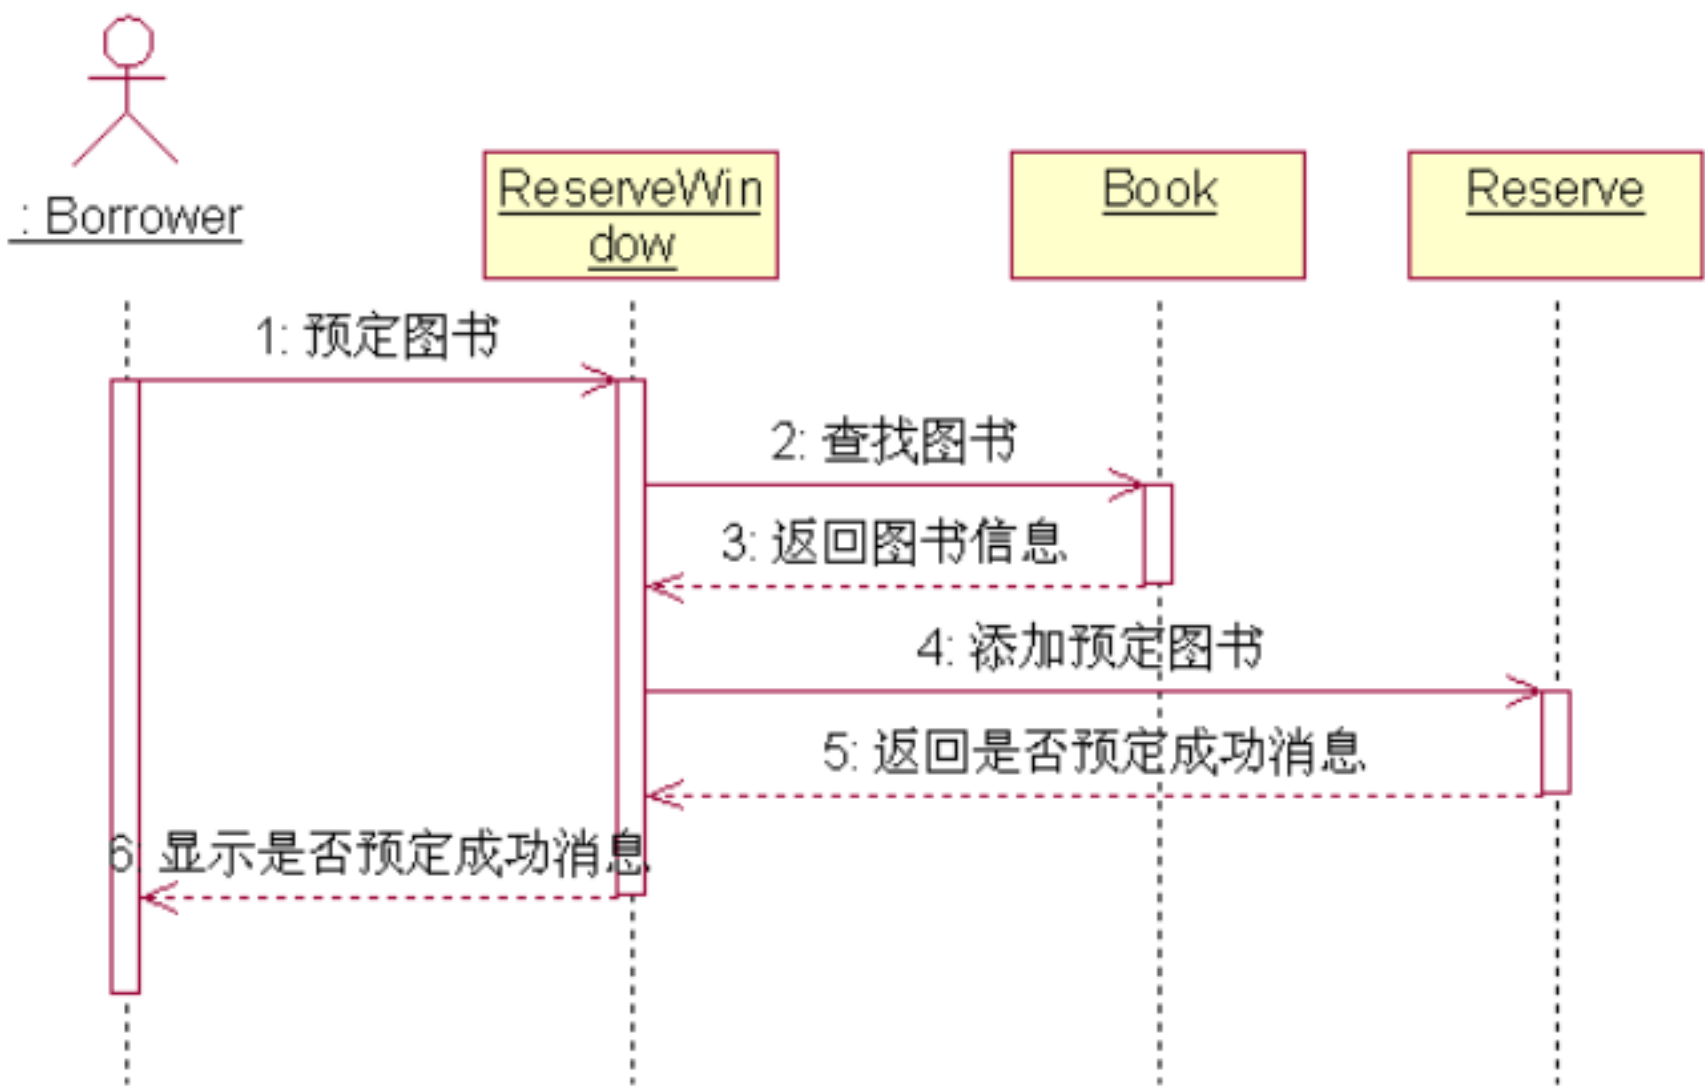 : Borrower
ReserveWin
dow
Book
Reserve
1: 预定图书
2: 查找图书
3: 返回图书信息
4: 添加预定图书
5: 返回是否预定成功消息
6: 显示是否预定成功消息